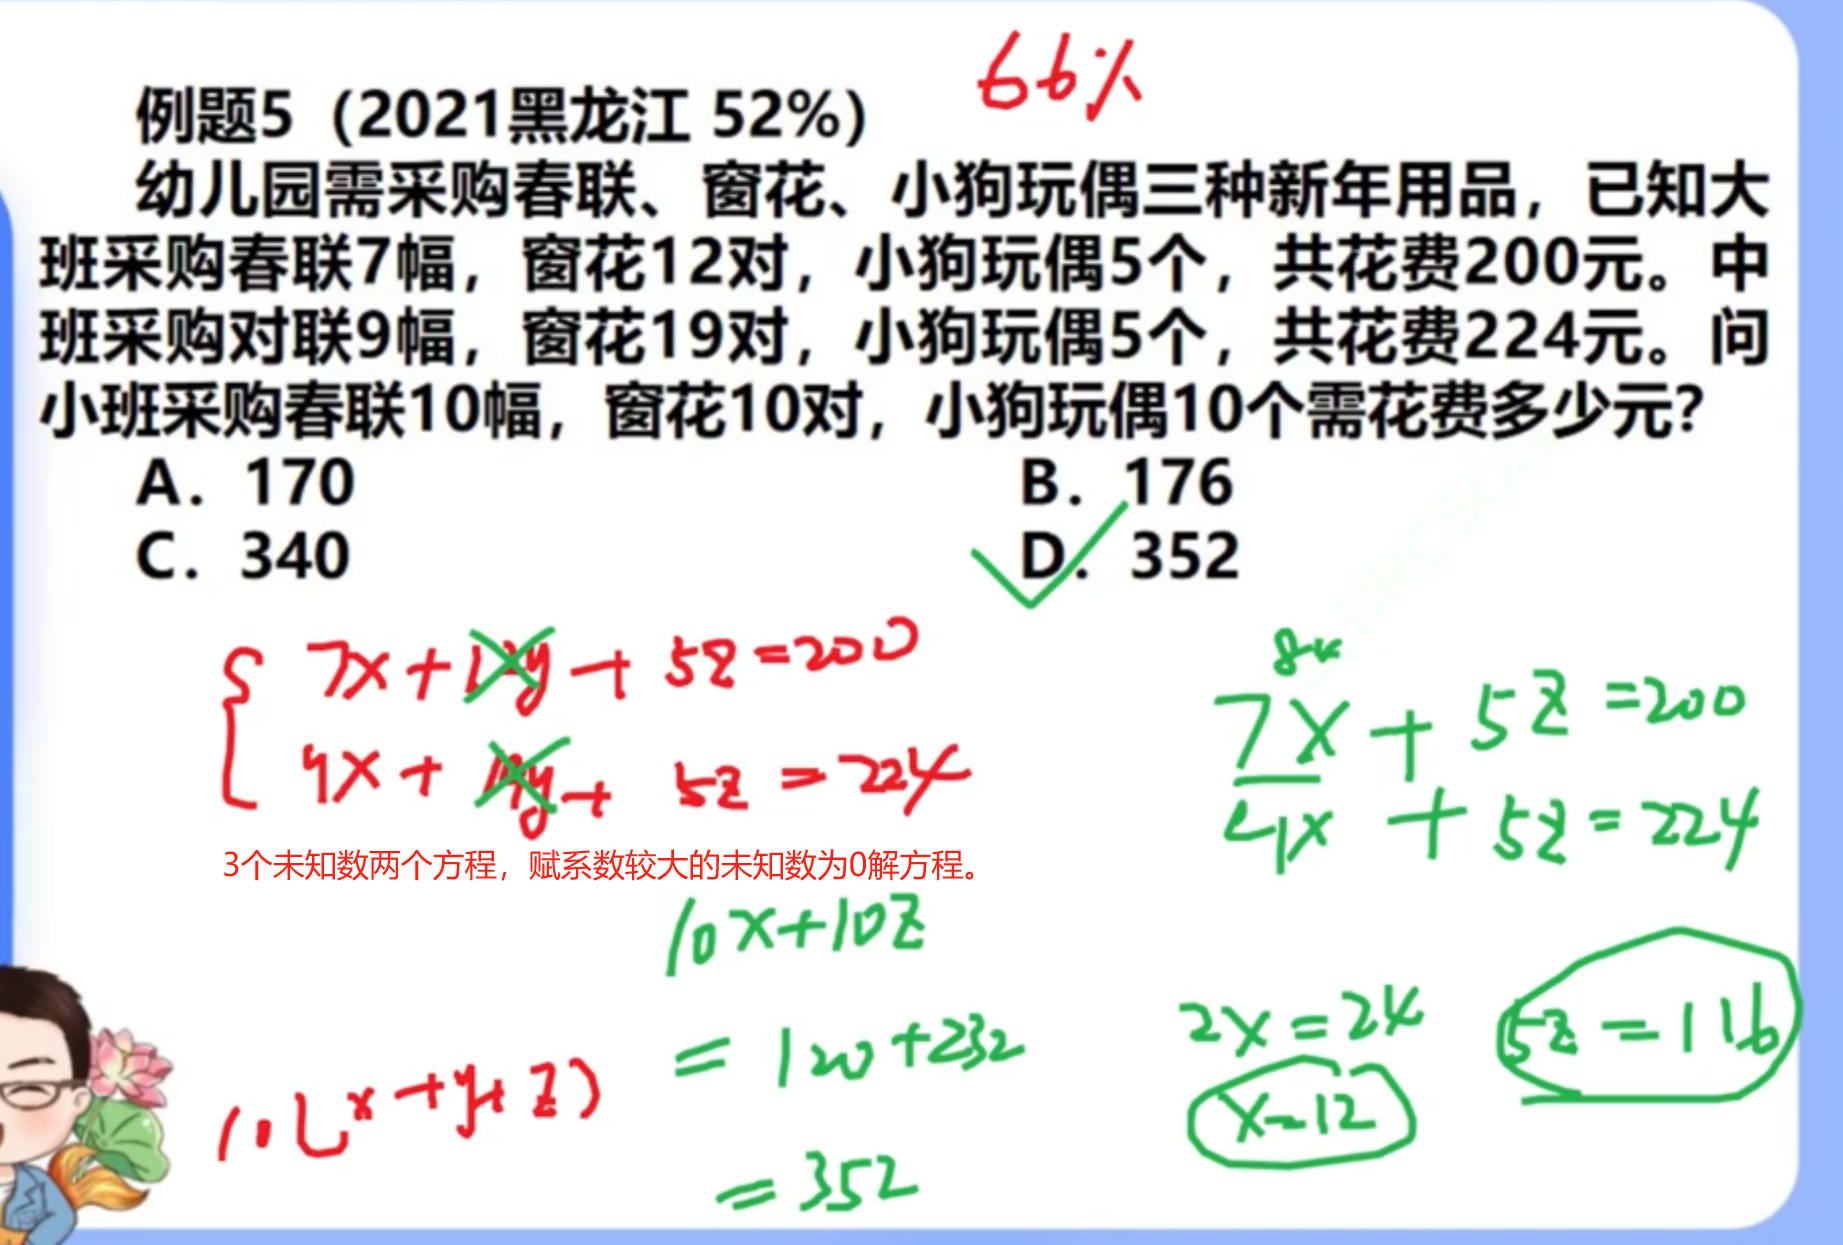 66%
例题5（2021黑龙江 52%）
幼儿园需采购春联、窗花、小狗玩偶三种新年用品，已知大
班采购春联7幅，窗花12对，小狗玩偶5个，共花费200元。中
班采购对联9幅，窗花19对，小狗玩偶5个，共花费224元。问
小班采购春联10幅，窗花10对，小狗玩偶10个需花费多少元？
A．170
B．176
C．340
D．352
7x+12y+5z=200
9x+19y+5z=224
3个未知数两个方程，赋系数较大的未知数为0解方程。
10(x+y+z)
10x+10z
=120+232
=352
84
7x+5z=200
9x+5z=224
2x=24
x=12
5z=116